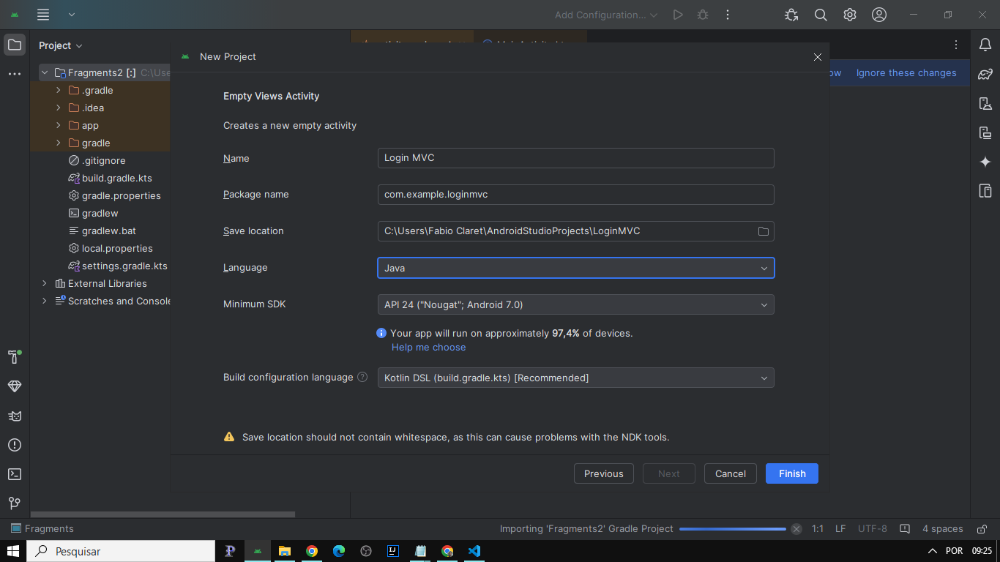 Add Configuration...
Project
New Project
Fragments2 [:] C:\Use
ow Ignore these changes
.gradle
.idea
app
gradle
.gitignore
build.gradle.kts
gradle.properties
gradlew
gradlew.bat
local.properties
settings.gradle.kts
External Libraries
Scratches and Console
Empty Views Activity
Creates a new empty activity
Name Login MVC
Package name com.example.loginmvc
Save location C:\Users\Fabio Claret\AndroidStudioProjects\LoginMVC
Language Java
Minimum SDK API 24 ("Nougat"; Android 7.0)
Your app will run on approximately 97,4% of devices.
Help me choose
Build configuration language ? Kotlin DSL (build.gradle.kts) [Recommended]
Save location should not contain whitespace, as this can cause problems with the NDK tools.
Previous Next Cancel Finish
Fragments Importing 'Fragments2' Gradle Project 1:1 LF UTF-8 4 spaces
Pesquisar POR 09:25